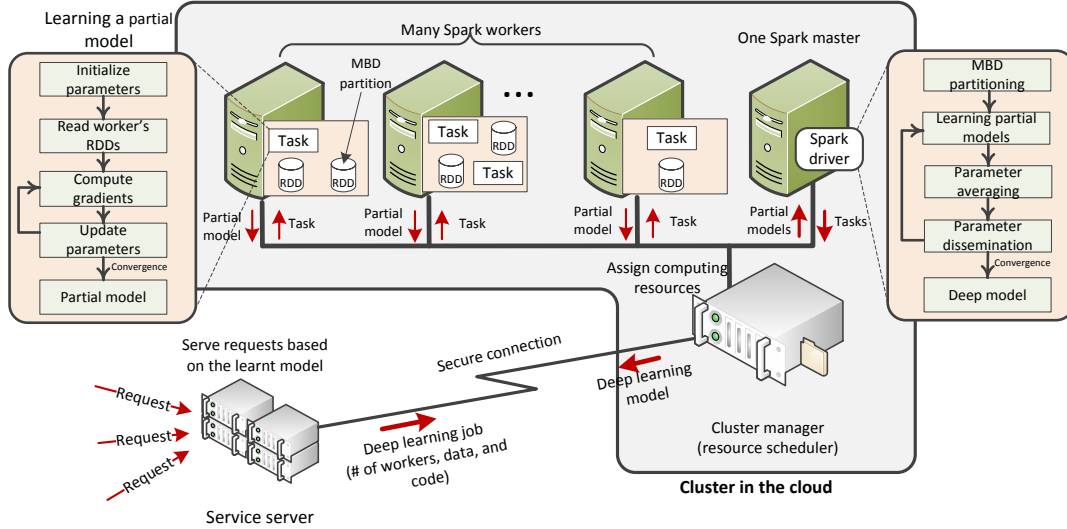 Learning a partial
model
Initialize
parameters
Read worker's
RDDs
Compute
gradients
Update
parameters
Convergence
Partial model
Many Spark workers
MBD
partition
...
One Spark master
Task
RDD
RDD
Task
RDD
RDD
Task
Task
RDD
Spark
driver
Partial
model
Task
Partial
model
Task
Partial
model
Task
Partial
models
Tasks
MBD
partitioning
Learning partial
models
Parameter
averaging
Parameter
dissemination
Convergence
Deep model
Assign computing
resources
Serve requests based
on the learnt model
Request
Request
Request
Secure connection
Deep learning
model
Deep learning job
(# of workers, data, and
code)
Service server
Cluster manager
(resource scheduler)
Cluster in the cloud